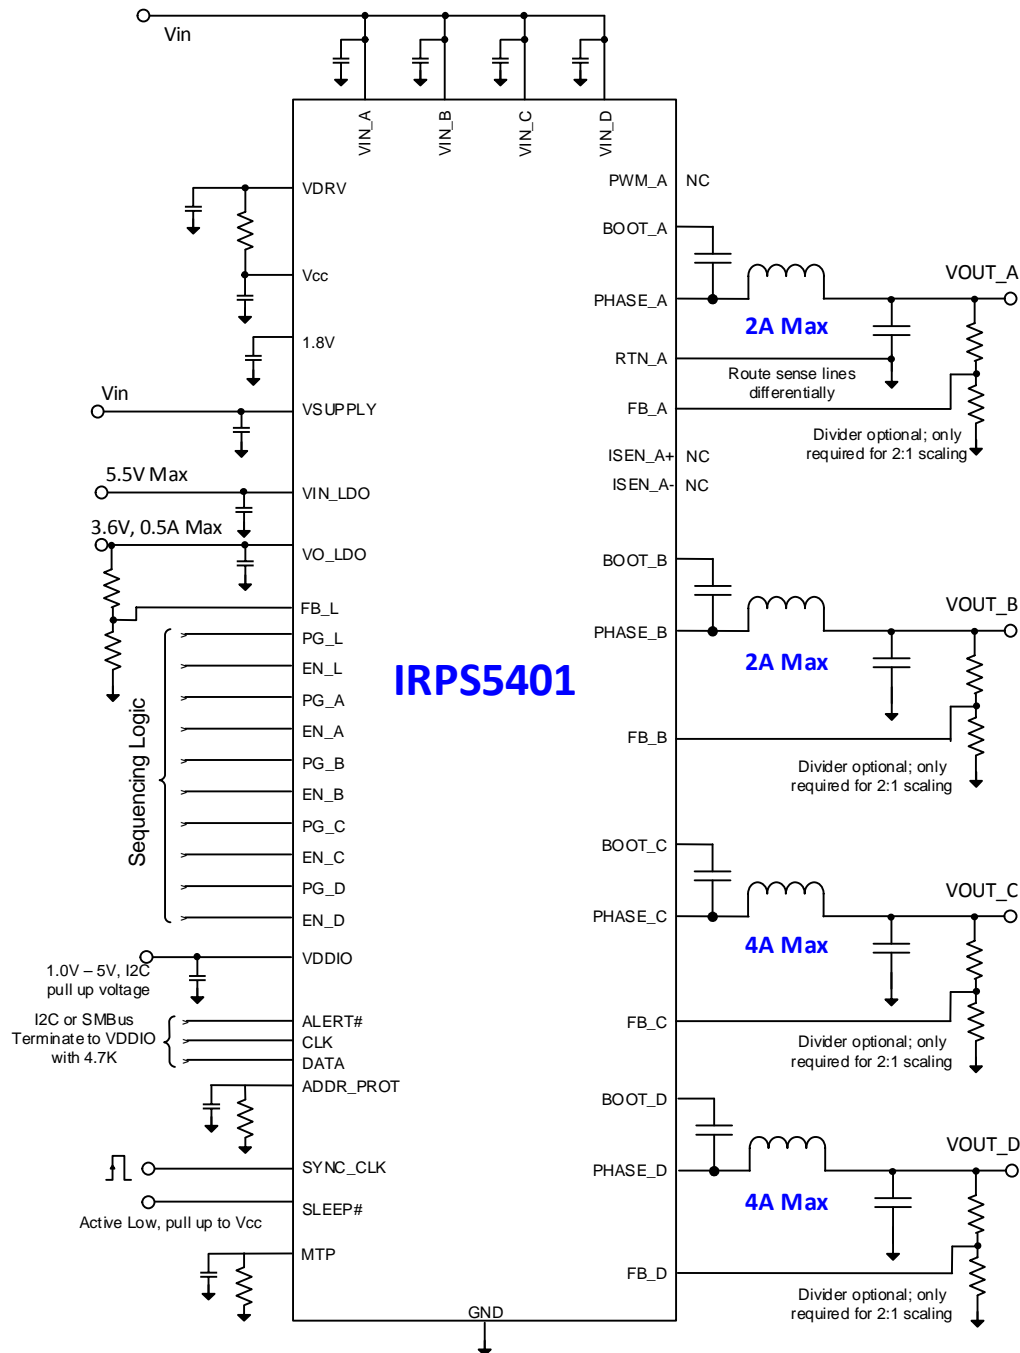 Vin
VIN_A
VIN_B
VIN_C
VIN_D
VDRV
Vcc
1.8V
Vin
VSUPPLY
5.5V Max
VIN_LDO
3.6V, 0.5A Max
VO_LDO
FB_L
Sequencing Logic
PG_L
EN_L
PG_A
EN_A
PG_B
EN_B
PG_C
EN_C
PG_D
EN_D
VDDIO
1.0V – 5V, I2C
pull up voltage
I2C or SMBus
Terminate to VDDIO
with 4.7K
ALERT#
CLK
DATA
ADDR_PROT
SYNC_CLK
SLEEP#
Active Low, pull up to Vcc
MTP
GND
IRPS5401
PWM_A NC
BOOT_A
PHASE_A
2A Max
VOUT_A
RTN_A
Route sense lines
differentially
FB_A
Divider optional; only
required for 2:1 scaling
ISEN_A+ NC
ISEN_A- NC
BOOT_B
PHASE_B
2A Max
VOUT_B
FB_B
Divider optional; only
required for 2:1 scaling
BOOT_C
PHASE_C
4A Max
VOUT_C
FB_C
Divider optional; only
required for 2:1 scaling
BOOT_D
PHASE_D
4A Max
VOUT_D
FB_D
Divider optional; only
required for 2:1 scaling